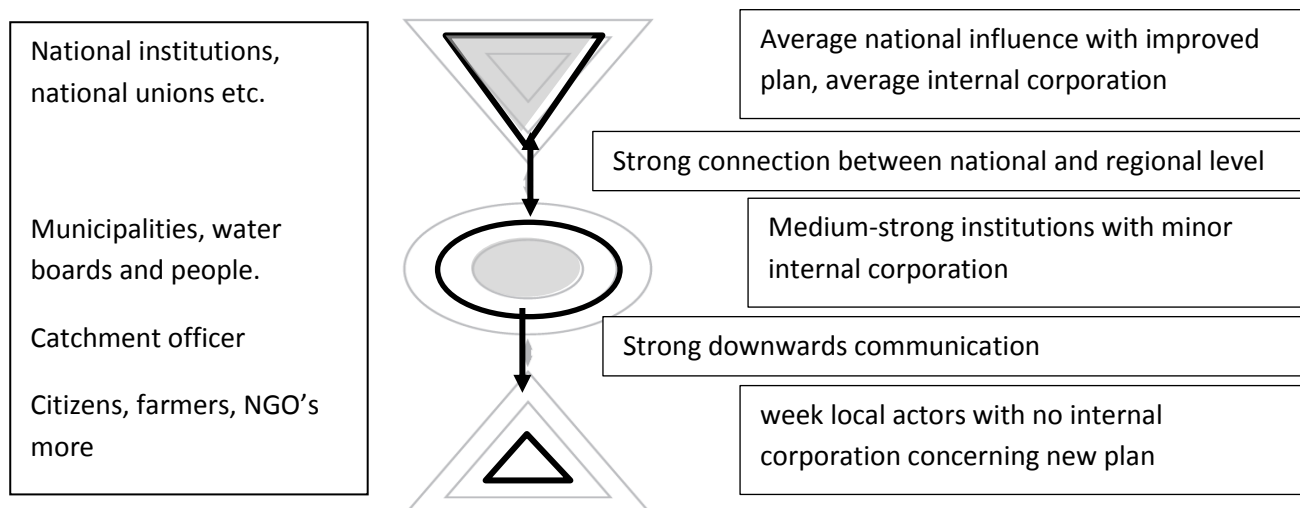 National institutions,
national unions etc.
Municipalities, water
boards and people.
Catchment officer
Citizens, farmers, NGO’s
more
Average national influence with improved
plan, average internal corporation
Strong connection between national and regional level
Medium-strong institutions with minor
internal corporation
Strong downwards communication
week local actors with no internal
corporation concerning new plan